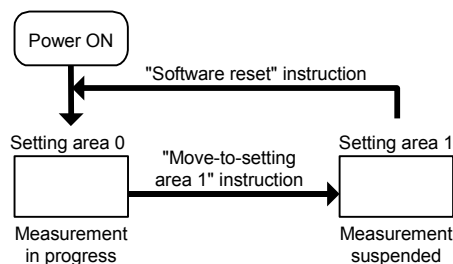 Power ON
"Software reset" instruction
Setting area 0
Setting area 1
"Move-to-setting
area 1" instruction
Measurement
in progress
Measurement
suspended